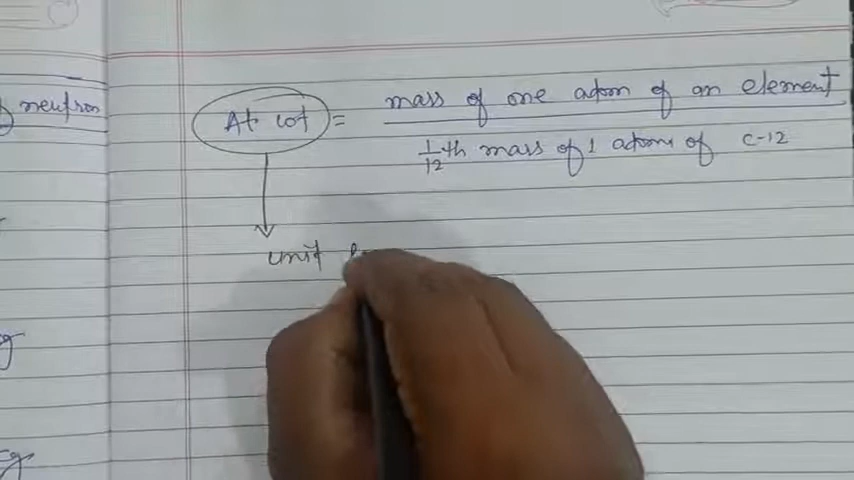 neutron
At wt = mass of one atom of an element
1/12 th mass of 1 atoms of C-12
unit